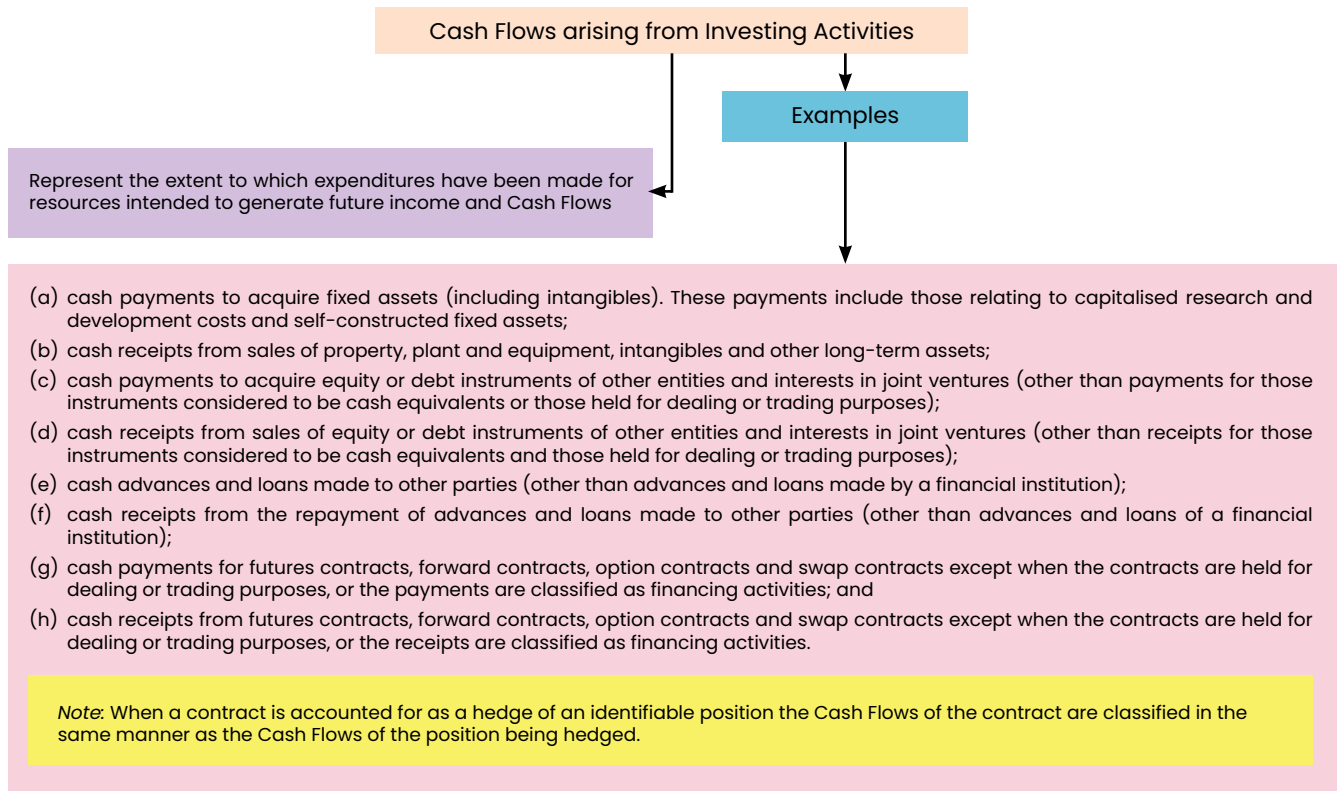 Cash Flows arising from Investing Activities
Examples
Represent the extent to which expenditures have been made for
resources intended to generate future income and Cash Flows
(a) cash payments to acquire fixed assets (including intangibles). These payments include those relating to capitalised research and
development costs and self-constructed fixed assets;
(b) cash receipts from sales of property, plant and equipment, intangibles and other long-term assets;
(c) cash payments to acquire equity or debt instruments of other entities and interests in joint ventures (other than payments for those
instruments considered to be cash equivalents or those held for dealing or trading purposes);
(d) cash receipts from sales of equity or debt instruments of other entities and interests in joint ventures (other than receipts for those
instruments considered to be cash equivalents and those held for dealing or trading purposes);
(e) cash advances and loans made to other parties (other than advances and loans made by a financial institution);
(f) cash receipts from the repayment of advances and loans made to other parties (other than advances and loans of a financial
institution);
(g) cash payments for futures contracts, forward contracts, option contracts and swap contracts except when the contracts are held for
dealing or trading purposes, or the payments are classified as financing activities; and
(h) cash receipts from futures contracts, forward contracts, option contracts and swap contracts except when the contracts are held for
dealing or trading purposes, or the receipts are classified as financing activities.
Note: When a contract is accounted for as a hedge of an identifiable position the Cash Flows of the contract are classified in the
same manner as the Cash Flows of the position being hedged.